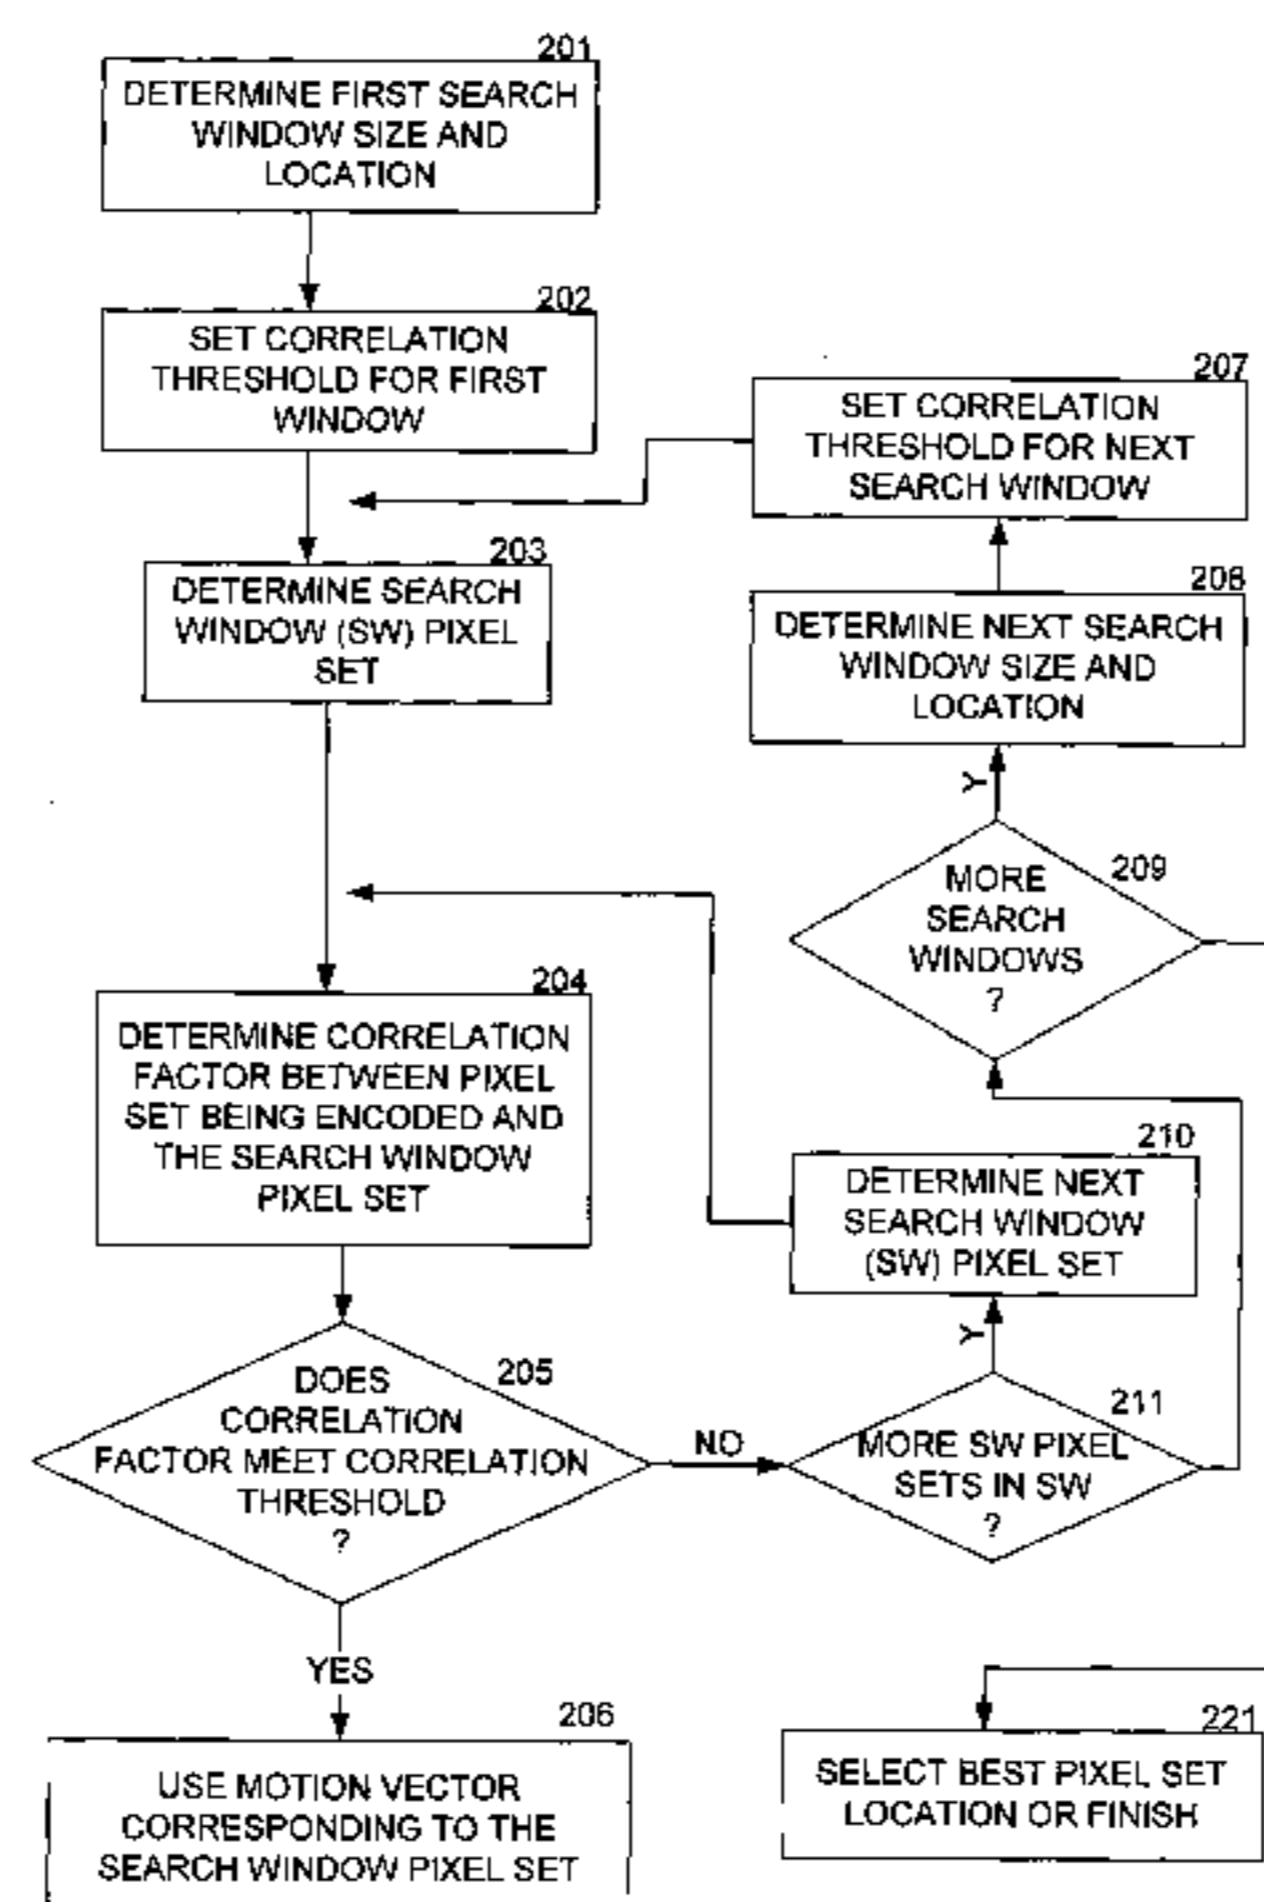 201
DETERMINE FIRST SEARCH
WINDOW SIZE AND
LOCATION
202
SET CORRELATION
THRESHOLD FOR FIRST
WINDOW
207
SET CORRELATION
THRESHOLD FOR NEXT
SEARCH WINDOW
203
DETERMINE SEARCH
WINDOW (SW) PIXEL
SET
208
DETERMINE NEXT SEARCH
WINDOW SIZE AND
LOCATION
Y
209
MORE
SEARCH
WINDOWS
?
204
DETERMINE CORRELATION
FACTOR BETWEEN PIXEL
SET BEING ENCODED AND
THE SEARCH WINDOW
PIXEL SET
210
DETERMINE NEXT
SEARCH WINDOW
(SW) PIXEL SET
Y
205
DOES
CORRELATION
FACTOR MEET CORRELATION
THRESHOLD
?
NO
211
MORE SW PIXEL
SETS IN SW
?
YES
206
USE MOTION VECTOR
CORRESPONDING TO THE
SEARCH WINDOW PIXEL SET
221
SELECT BEST PIXEL SET
LOCATION OR FINISH